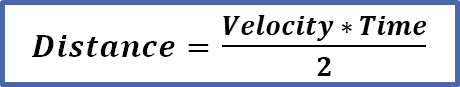 Distance = Velocity * Time / 2